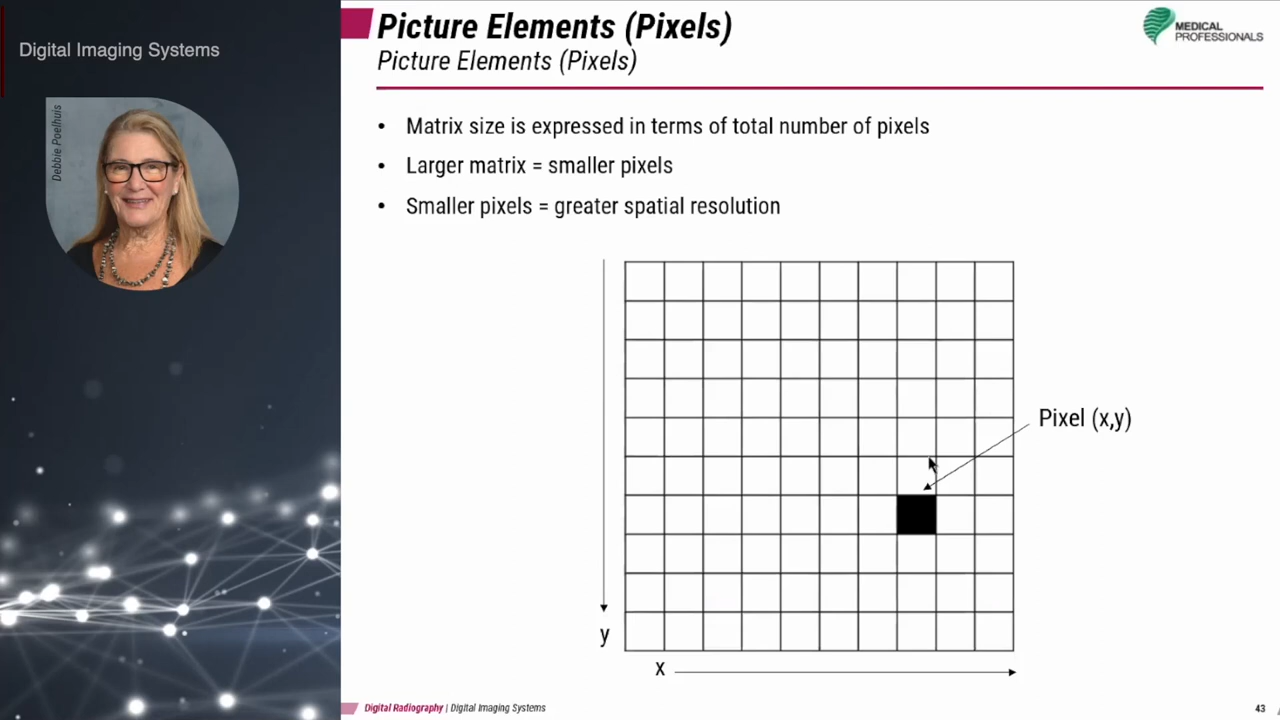 Digital Imaging Systems
Debbie Poelhuis
Picture Elements (Pixels)
Picture Elements (Pixels)
MEDICAL
PROFESSIONALS
• Matrix size is expressed in terms of total number of pixels
• Larger matrix = smaller pixels
• Smaller pixels = greater spatial resolution
Pixel (x,y)
y
x
Digital Radiography | Digital Imaging Systems
43